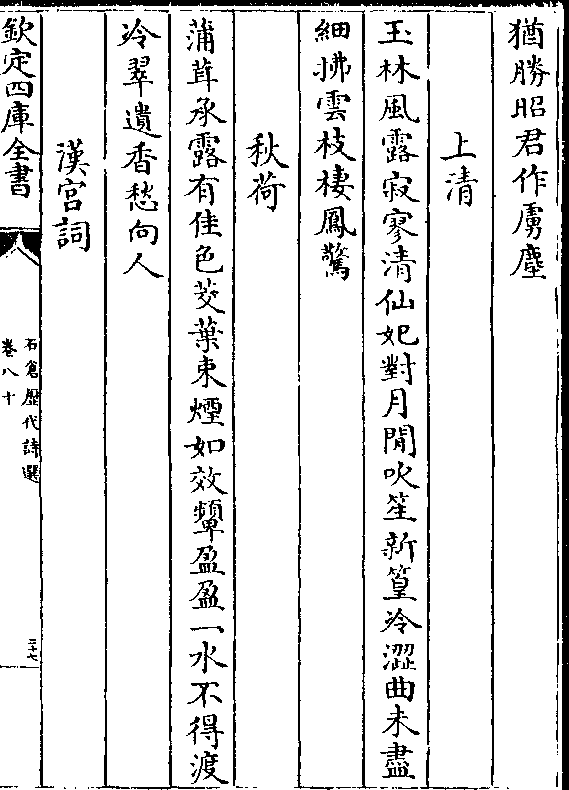 猶勝昭君作虜塵
上清
玉林風露寂寥清仙妃對月閒吹笙新篁冷澀曲未盡
細拂雲枝棲鳳驚
秋荷
蒲茸承露有佳色茭葉束煙如效顰盈盈一水不得渡
冷翠遺香愁向人
漢宮詞
欽定四庫全書
石倉歷代詩選
卷八十
二十七